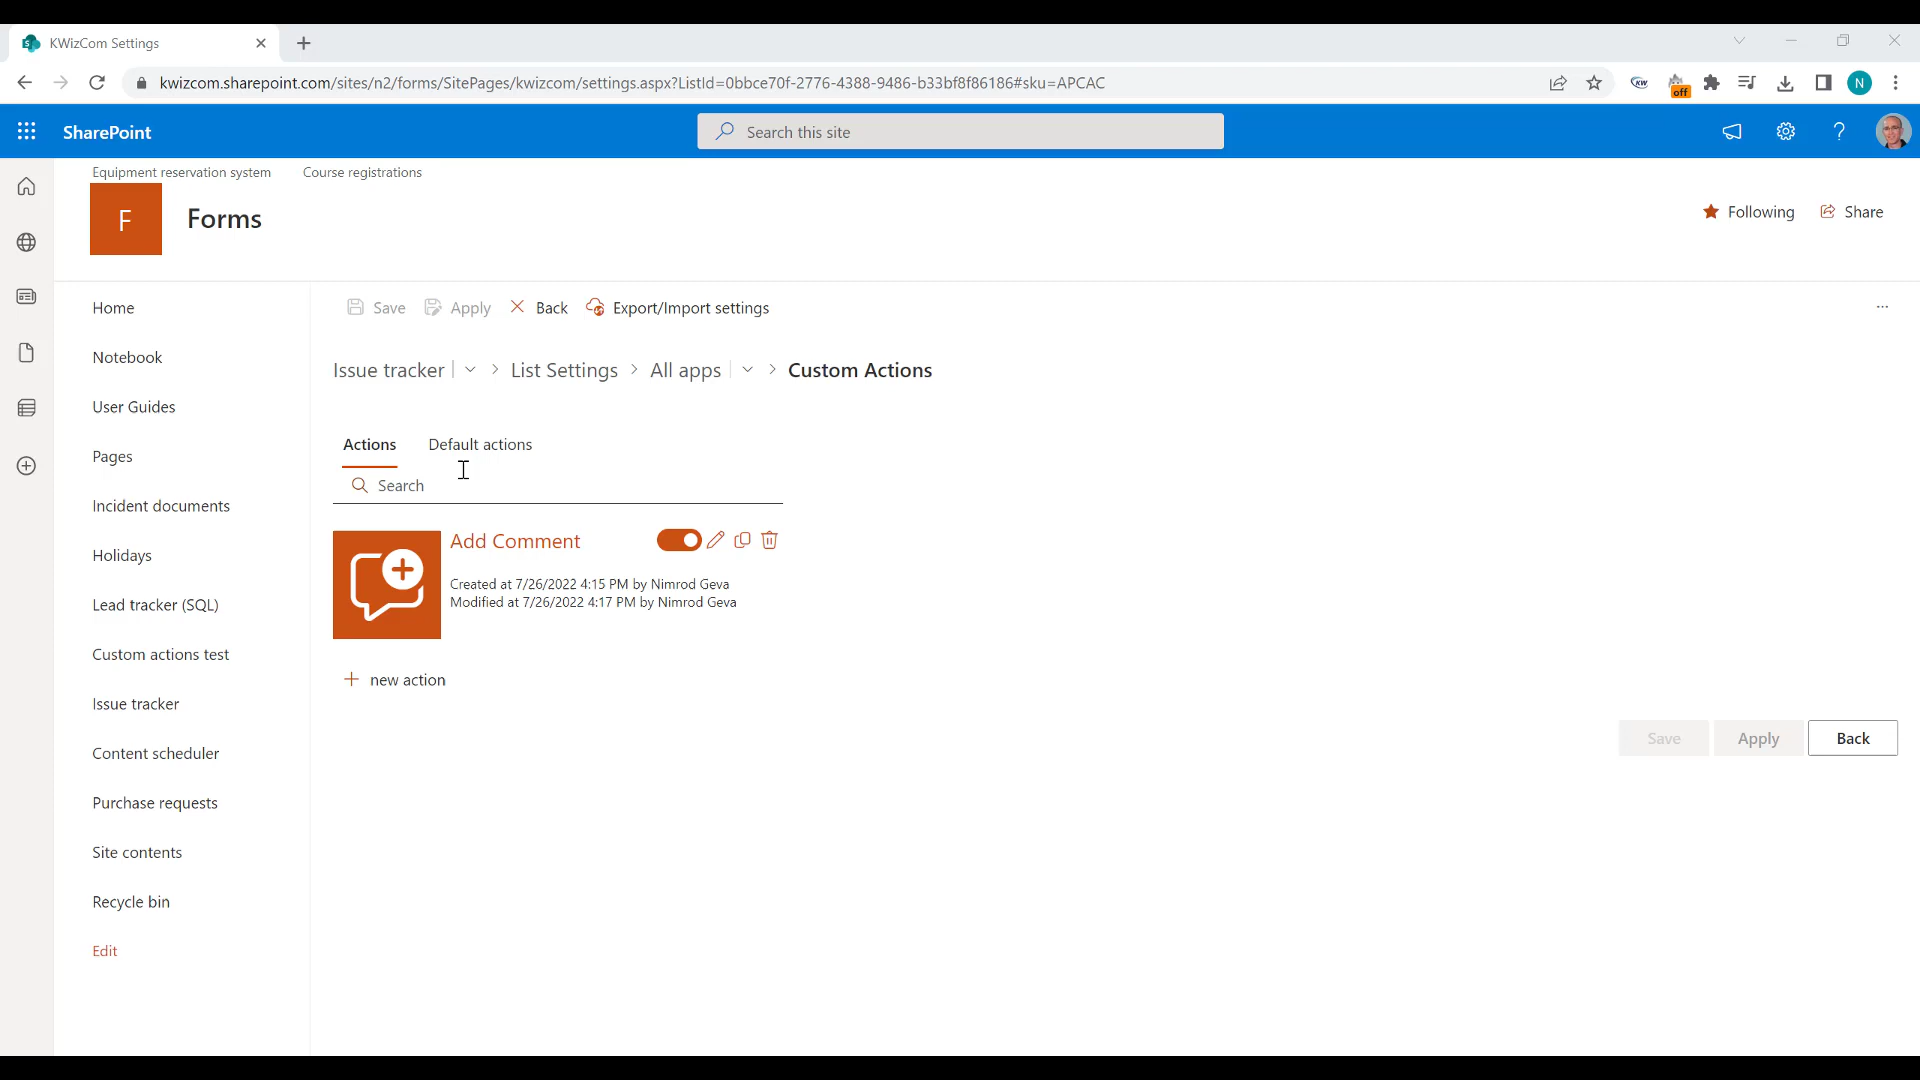 KWizCom Settings
kwizcom.sharepoint.com/sites/n2/forms/SitePages/kwizcom/settings.aspx?ListId=0bbce70f-2776-4388-9486-b33bf8f86186#sku=APCAC
KW
off
N
SharePoint
Search this site
Equipment reservation system
Course registrations
F
Forms
Following
Share
Home
Notebook
User Guides
Pages
Incident documents
Holidays
Lead tracker (SQL)
Custom actions test
Issue tracker
Content scheduler
Purchase requests
Site contents
Recycle bin
Edit
Save
Apply
Back
Export/Import settings
Issue tracker > List Settings > All apps > Custom Actions
Actions
Default actions
Search
Add Comment
Created at 7/26/2022 4:15 PM by Nimrod Geva
Modified at 7/26/2022 4:17 PM by Nimrod Geva
new action
Save
Apply
Back